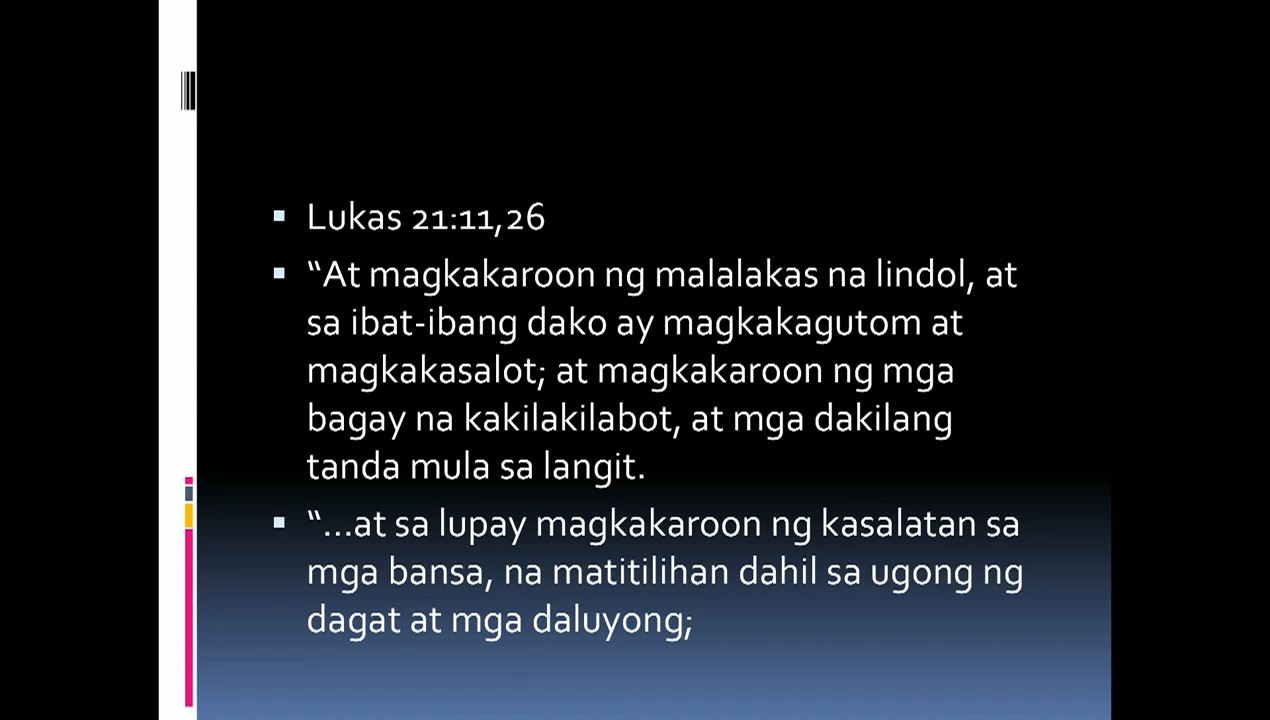 Lukas 21:11,26
“At magkakaroon ng malalakas na lindol, at
sa ibat-ibang dako ay magkakagutom at
magkakasalot; at magkakaroon ng mga
bagay na kakilakilabot, at mga dakilang
tanda mula sa langit.
“...at sa lupay magkakaroon ng kasalatan sa
mga bansa, na matitilihan dahil sa ugong ng
dagat at mga daluyong;